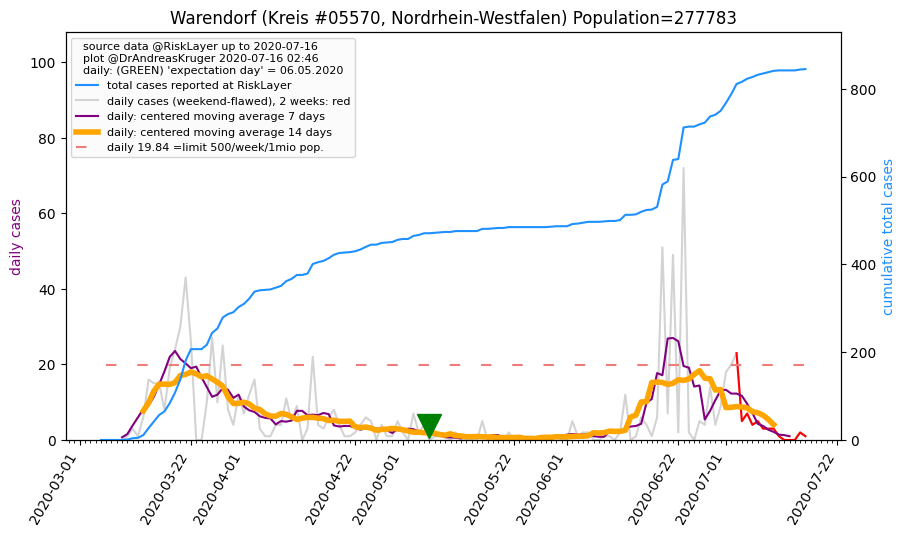 Warendorf (Kreis #05570, Nordrhein-Westfalen) Population=277783
source data @RiskLayer up to 2020-07-16
plot @DrAndreasKruger 2020-07-16 02:46
daily: (GREEN) 'expectation day' = 06.05.2020
total cases reported at RiskLayer
daily cases (weekend-flawed), 2 weeks: red
daily: centered moving average 7 days
daily: centered moving average 14 days
daily 19.84 =limit 500/week/1mio pop.
daily cases
100
80
60
40
20
0
cumulative total cases
800
600
400
200
0
2020-03-01
2020-03-22
2020-04-01
2020-04-22
2020-05-01
2020-05-22
2020-06-01
2020-06-22
2020-07-01
2020-07-22